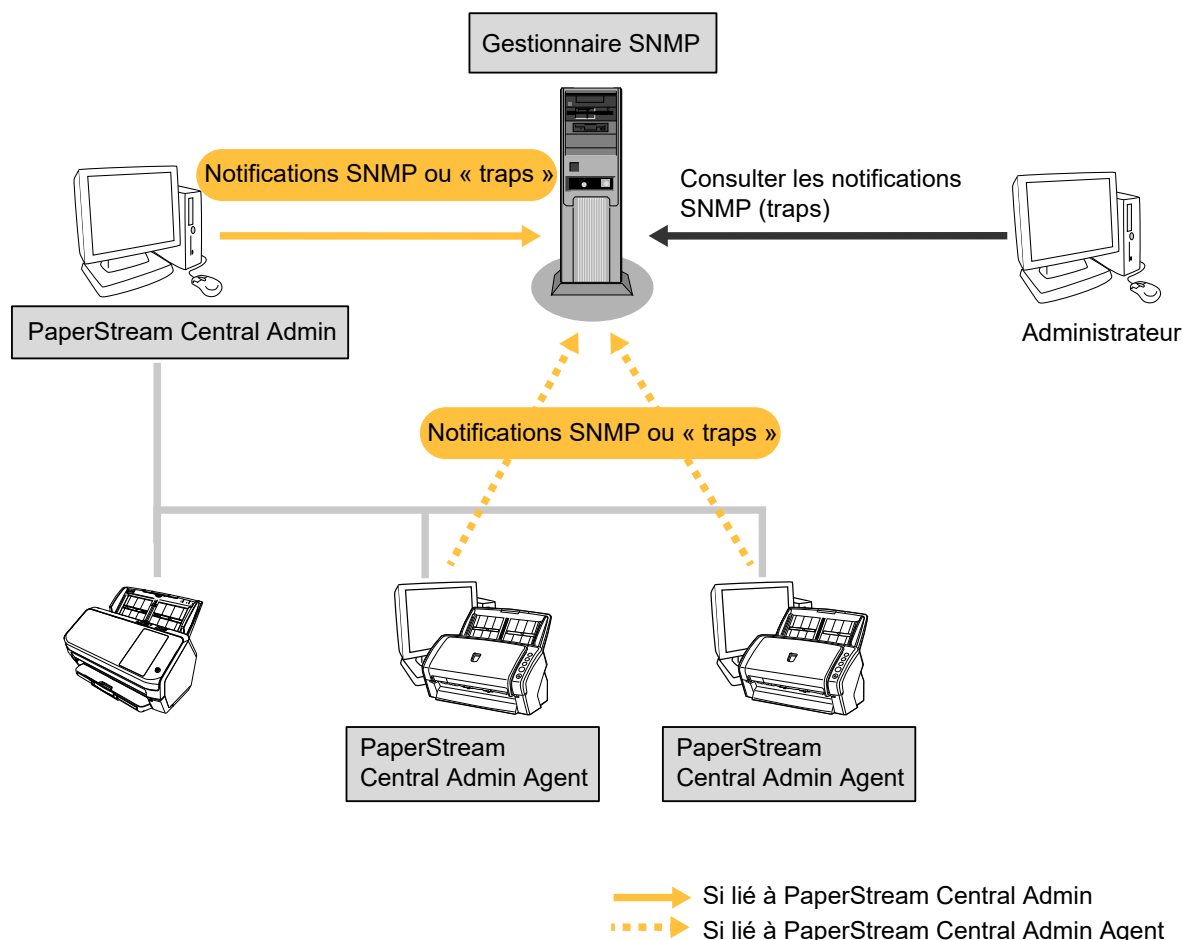 Gestionnaire SNMP
Notifications SNMP ou « traps »
Consulter les notifications
SNMP (traps)
PaperStream Central Admin
Administrateur
Notifications SNMP ou « traps »
PaperStream
Central Admin Agent
PaperStream
Central Admin Agent
Si lié à PaperStream Central Admin
Si lié à PaperStream Central Admin Agent